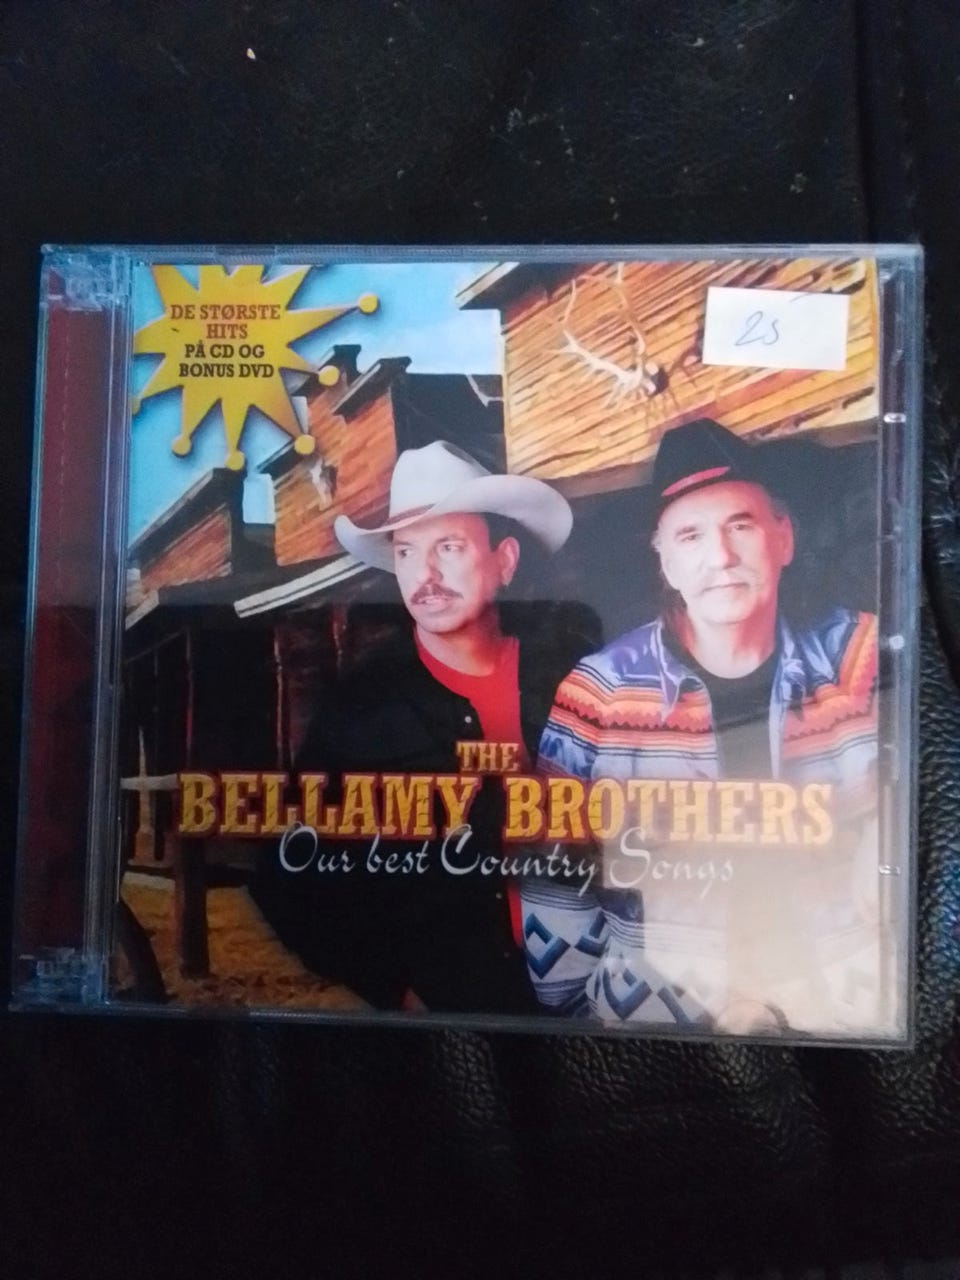 DE STØRSTE
HITS
PÅ CD OG
BONUS DVD
25
THE
BELLAMY BROTHERS
Our best Country Songs